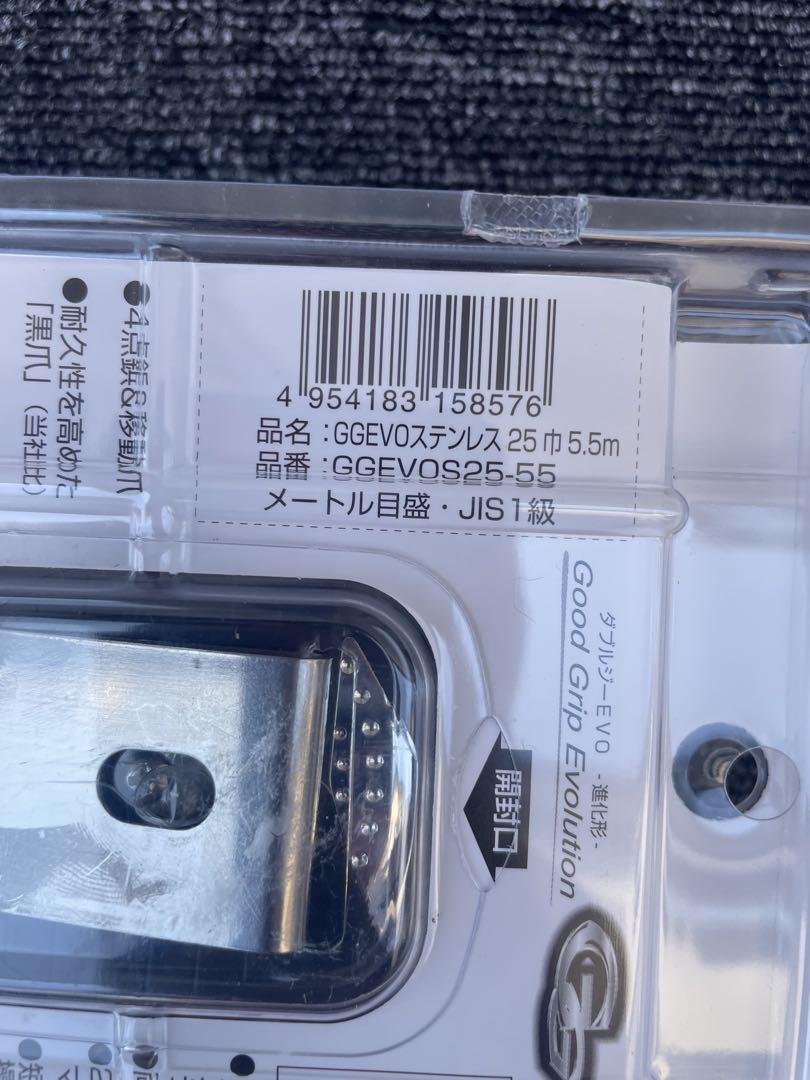 4 954183 158576
品名：GGEVOステンレス25巾5.5m
品番：GGEVOS25-55
メートル目盛・JIS1級
●4点鋲&移動爪
●耐久性を高めた
「黒爪」（当社比）
ダブルジーEVO -進化形-
Good Grip Evolution
開封口